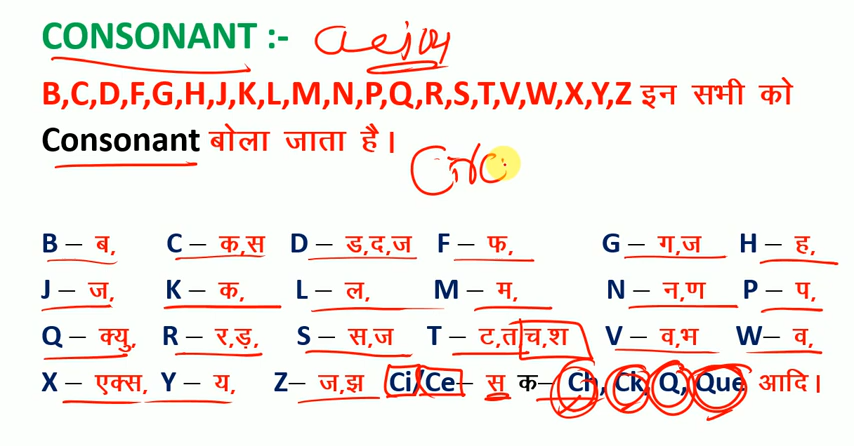 CONSONANT :-
B,C,D,F,G,H,J,K,L,M,N,P,Q,R,S,T,V,W,X,Y,Z इन सभी को
Consonant बोला जाता है।
B – ब, C – क,स D – ड,द,ज F – फ, G – ग,ज H – ह,
J – ज, K – क, L – ल, M – म, N – न,ण P – प,
Q – क्यु, R – र,ड़, S – स,ज T – ट,त च,श V – व,भ W – व,
X – एक्स, Y – य, Z – ज,झ Ci/Ce – स क – Ch, Ck, Q, Que आदि।